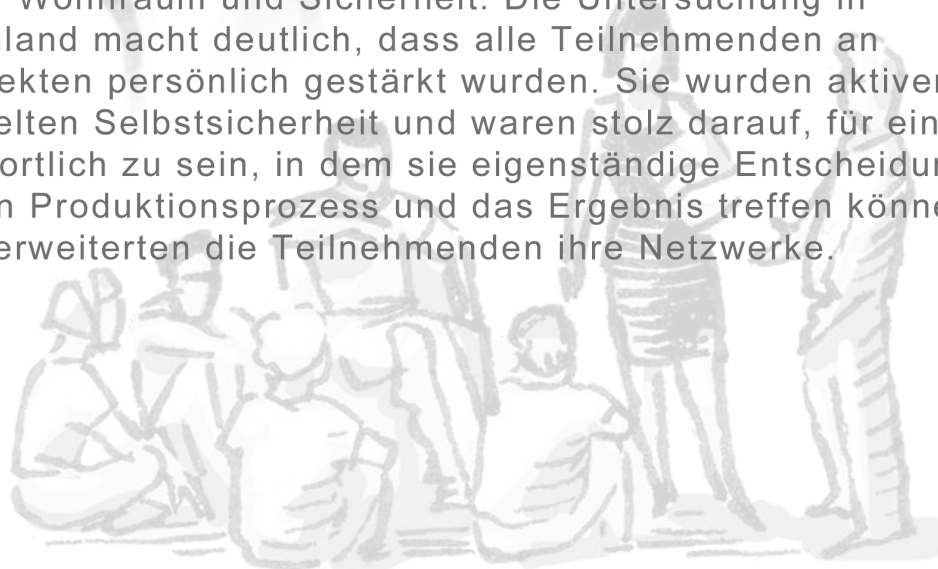 Wohnraum und Sicherheit. Die Untersuchung in
land macht deutlich, dass alle Teilnehmenden an
ekten persönlich gestärkt wurden. Sie wurden aktiver
elten Selbstsicherheit und waren stolz darauf, für ein
ortlich zu sein, in dem sie eigenständige Entscheidun
n Produktionsprozess und das Ergebnis treffen könne
erweiterten die Teilnehmenden ihre Netzwerke.